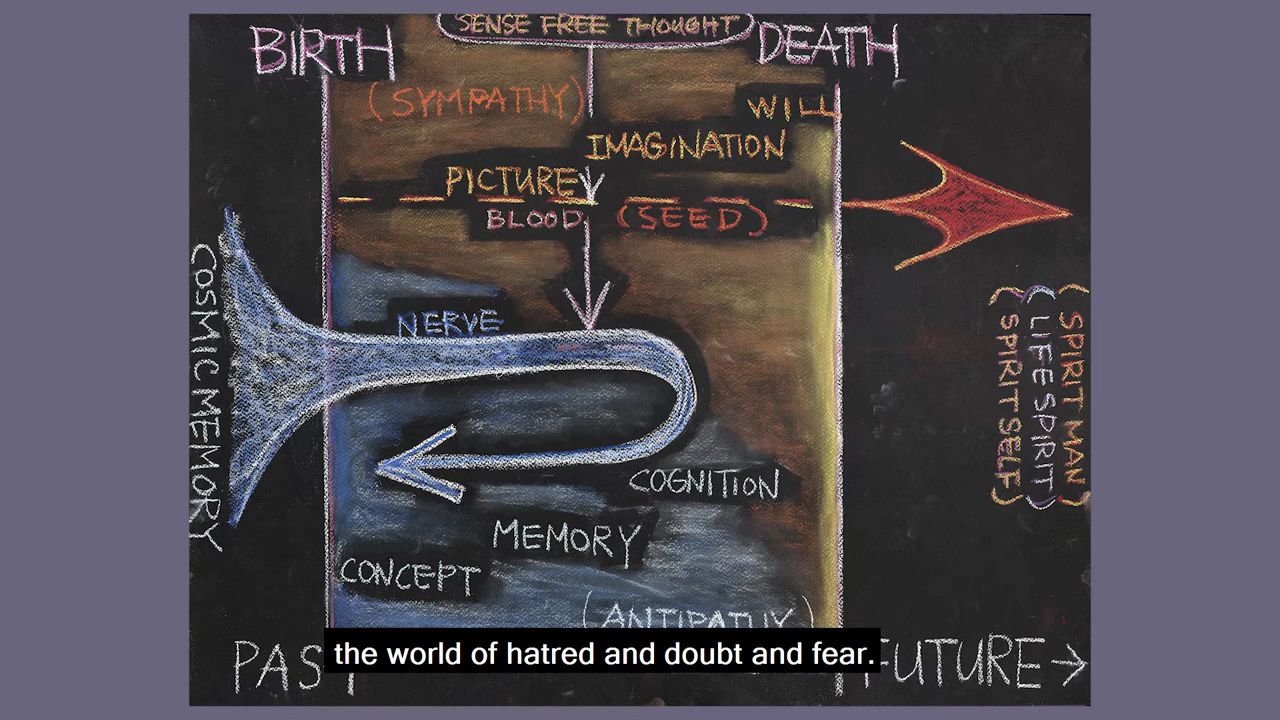 SENSE FREE THOUGHT
BIRTH
DEATH
(SYMPATHY)
WILL
IMAGINATION
PICTURE
BLOOD (SEED)
COSMIC MEMORY
NERVE
SPIRIT MAN
LIFE SPIRIT
SPIRIT SELF
COGNITION
MEMORY
CONCEPT
(ANTIPATHY)
the world of hatred and doubt and fear.
PAST
FUTURE →